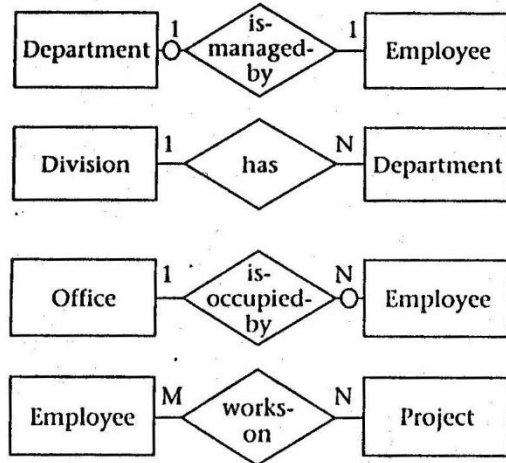 Department 1 is-managed-by 1 Employee
Division 1 has N Department
Office 1 is-occupied-by N Employee
Employee M works-on N Project